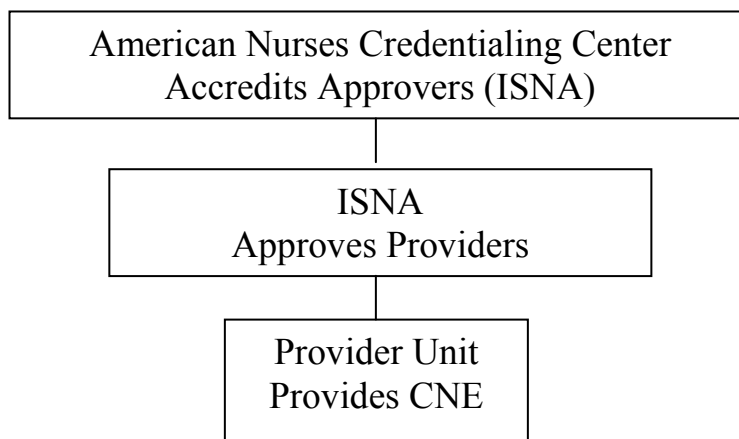 American Nurses Credentialing Center
Accredits Approvers (ISNA)
ISNA
Approves Providers
Provider Unit
Provides CNE